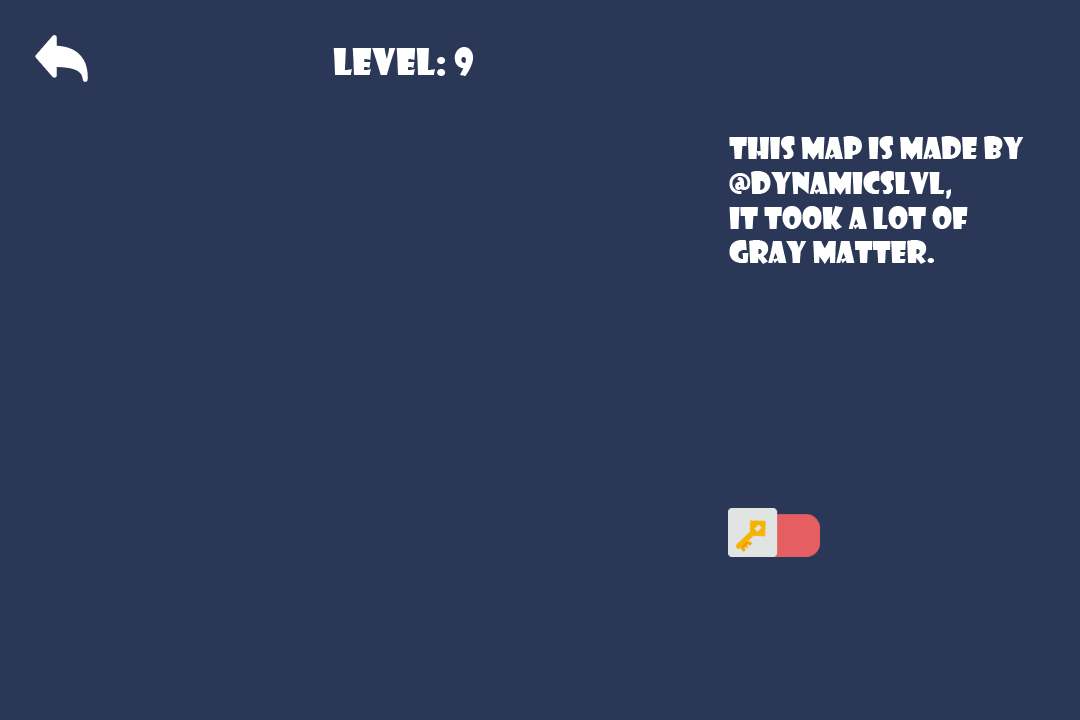 LEVEL: 9
THIS MAP IS MADE BY
@DYNAMICSLVL,
IT TOOK A LOT OF
GRAY MATTER.